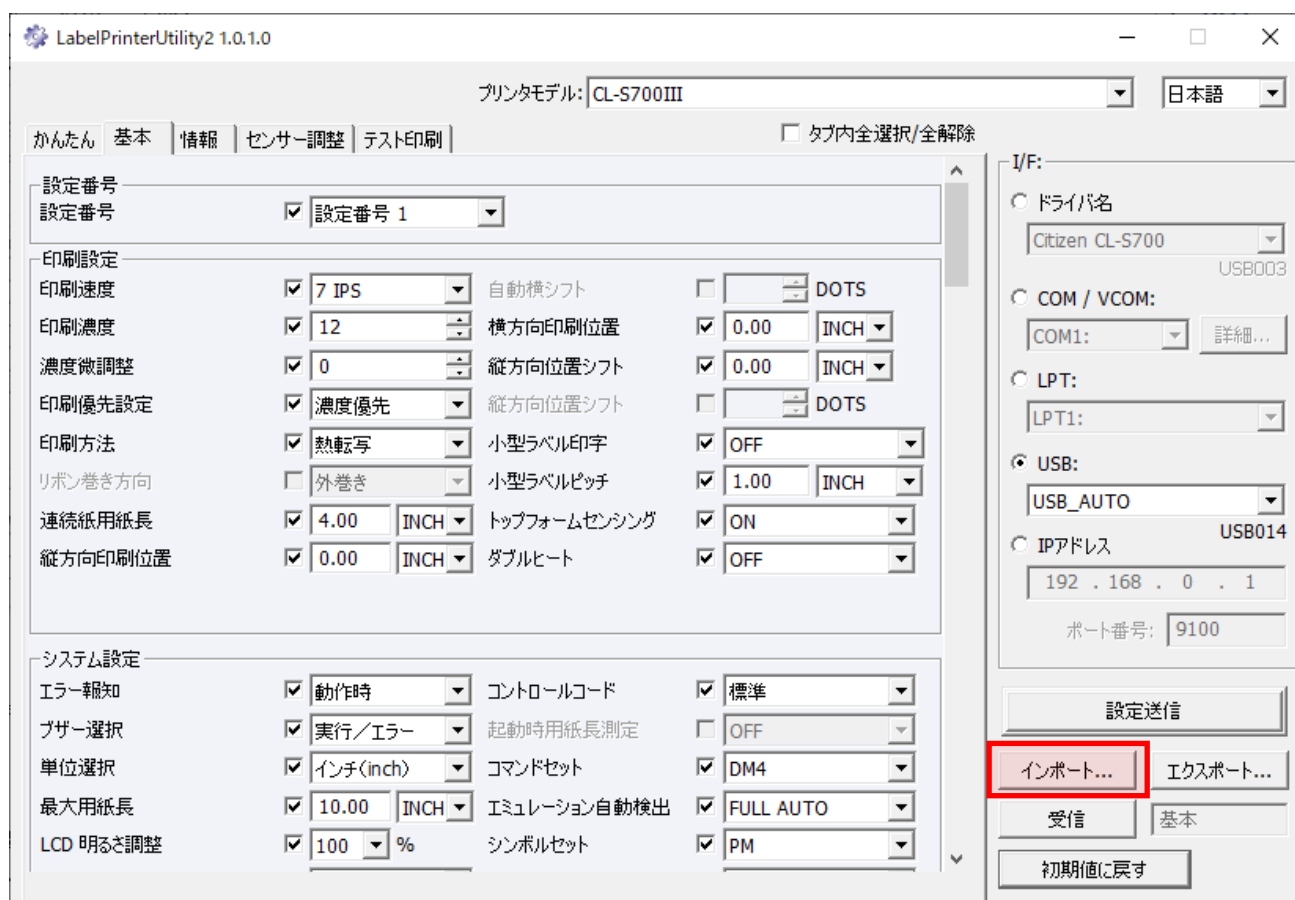 LabelPrinterUtility2 1.0.1.0
プリンタモデル: CL-S700III 日本語
かんたん 基本 情報 センサー調整 テスト印刷 タブ内全選択/全解除
設定番号
設定番号 設定番号 1
印刷設定
印刷速度 7 IPS 自動横シフト DOTS
印刷濃度 12 横方向印刷位置 0.00 INCH
濃度微調整 0 縦方向位置シフト 0.00 INCH
印刷優先設定 濃度優先 縦方向位置シフト DOTS
印刷方法 熱転写 小型ラベル印字 OFF
リボン巻き方向 外巻き 小型ラベルピッチ 1.00 INCH
連続紙用紙長 4.00 INCH トップフォームセンシング ON
縦方向印刷位置 0.00 INCH ダブルヒート OFF
システム設定
エラー報知 動作時 コントロールコード 標準
ブザー選択 実行/エラー 起動時用紙長測定 OFF
単位選択 インチ(inch) コマンドセット DM4
最大用紙長 10.00 INCH エミュレーション自動検出 FULL AUTO
LCD 明るさ調整 100 % シンボルセット PM
I/F:
ドライバ名
Citizen CL-S700
USB003
COM / VCOM:
COM1: 詳細...
LPT:
LPT1:
USB:
USB_AUTO
USB014
IPアドレス
192 . 168 . 0 . 1
ポート番号: 9100
設定送信
インポート... エクスポート...
受信 基本
初期値に戻す